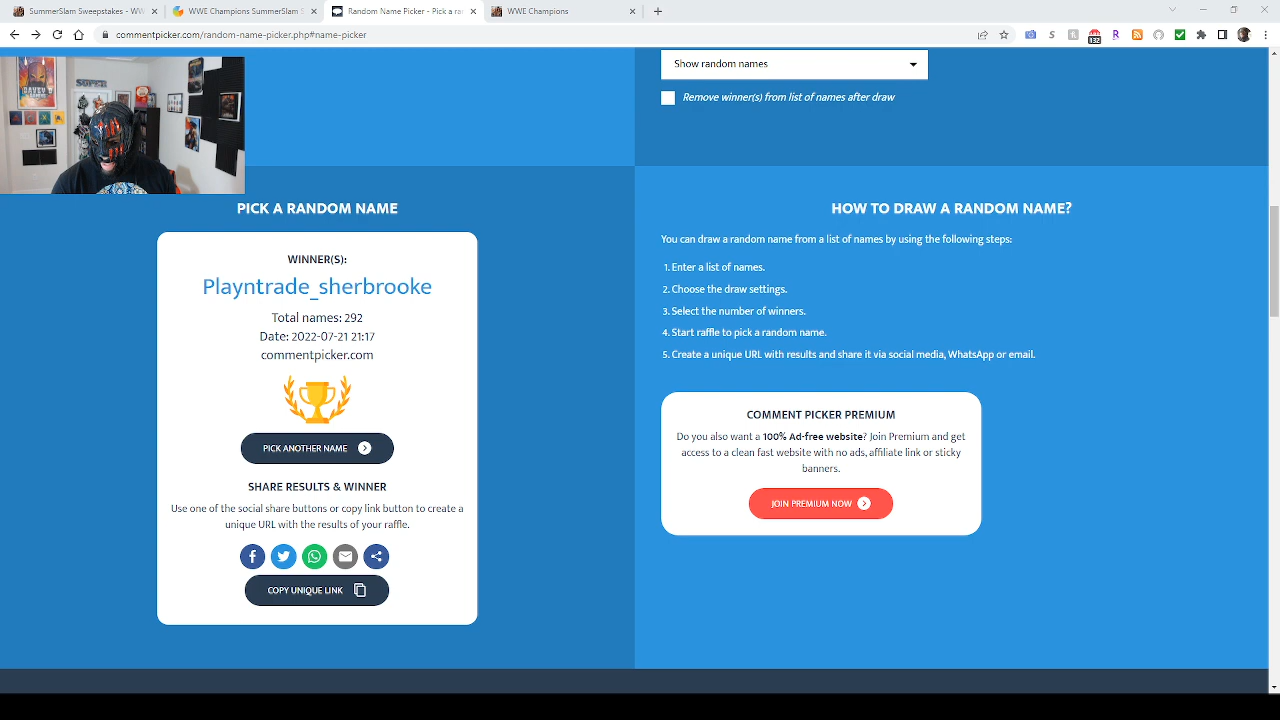 SummerSlam Sweepstakes - WW
WWE Champions SummerSlam S
Random Name Picker - Pick a ra
WWE Champions
commentpicker.com/random-name-picker.php#name-picker
132
Show random names
Remove winner(s) from list of names after draw
PICK A RANDOM NAME
WINNER(S):
Playntrade_sherbrooke
Total names: 292
Date: 2022-07-21 21:17
commentpicker.com
PICK ANOTHER NAME
SHARE RESULTS & WINNER
Use one of the social share buttons or copy link button to create a
unique URL with the results of your raffle.
COPY UNIQUE LINK
HOW TO DRAW A RANDOM NAME?
You can draw a random name from a list of names by using the following steps:
1. Enter a list of names.
2. Choose the draw settings.
3. Select the number of winners.
4. Start raffle to pick a random name.
5. Create a unique URL with results and share it via social media, WhatsApp or email.
COMMENT PICKER PREMIUM
Do you also want a 100% Ad-free website? Join Premium and get
access to a clean fast website with no ads, affiliate link or sticky
banners.
JOIN PREMIUM NOW